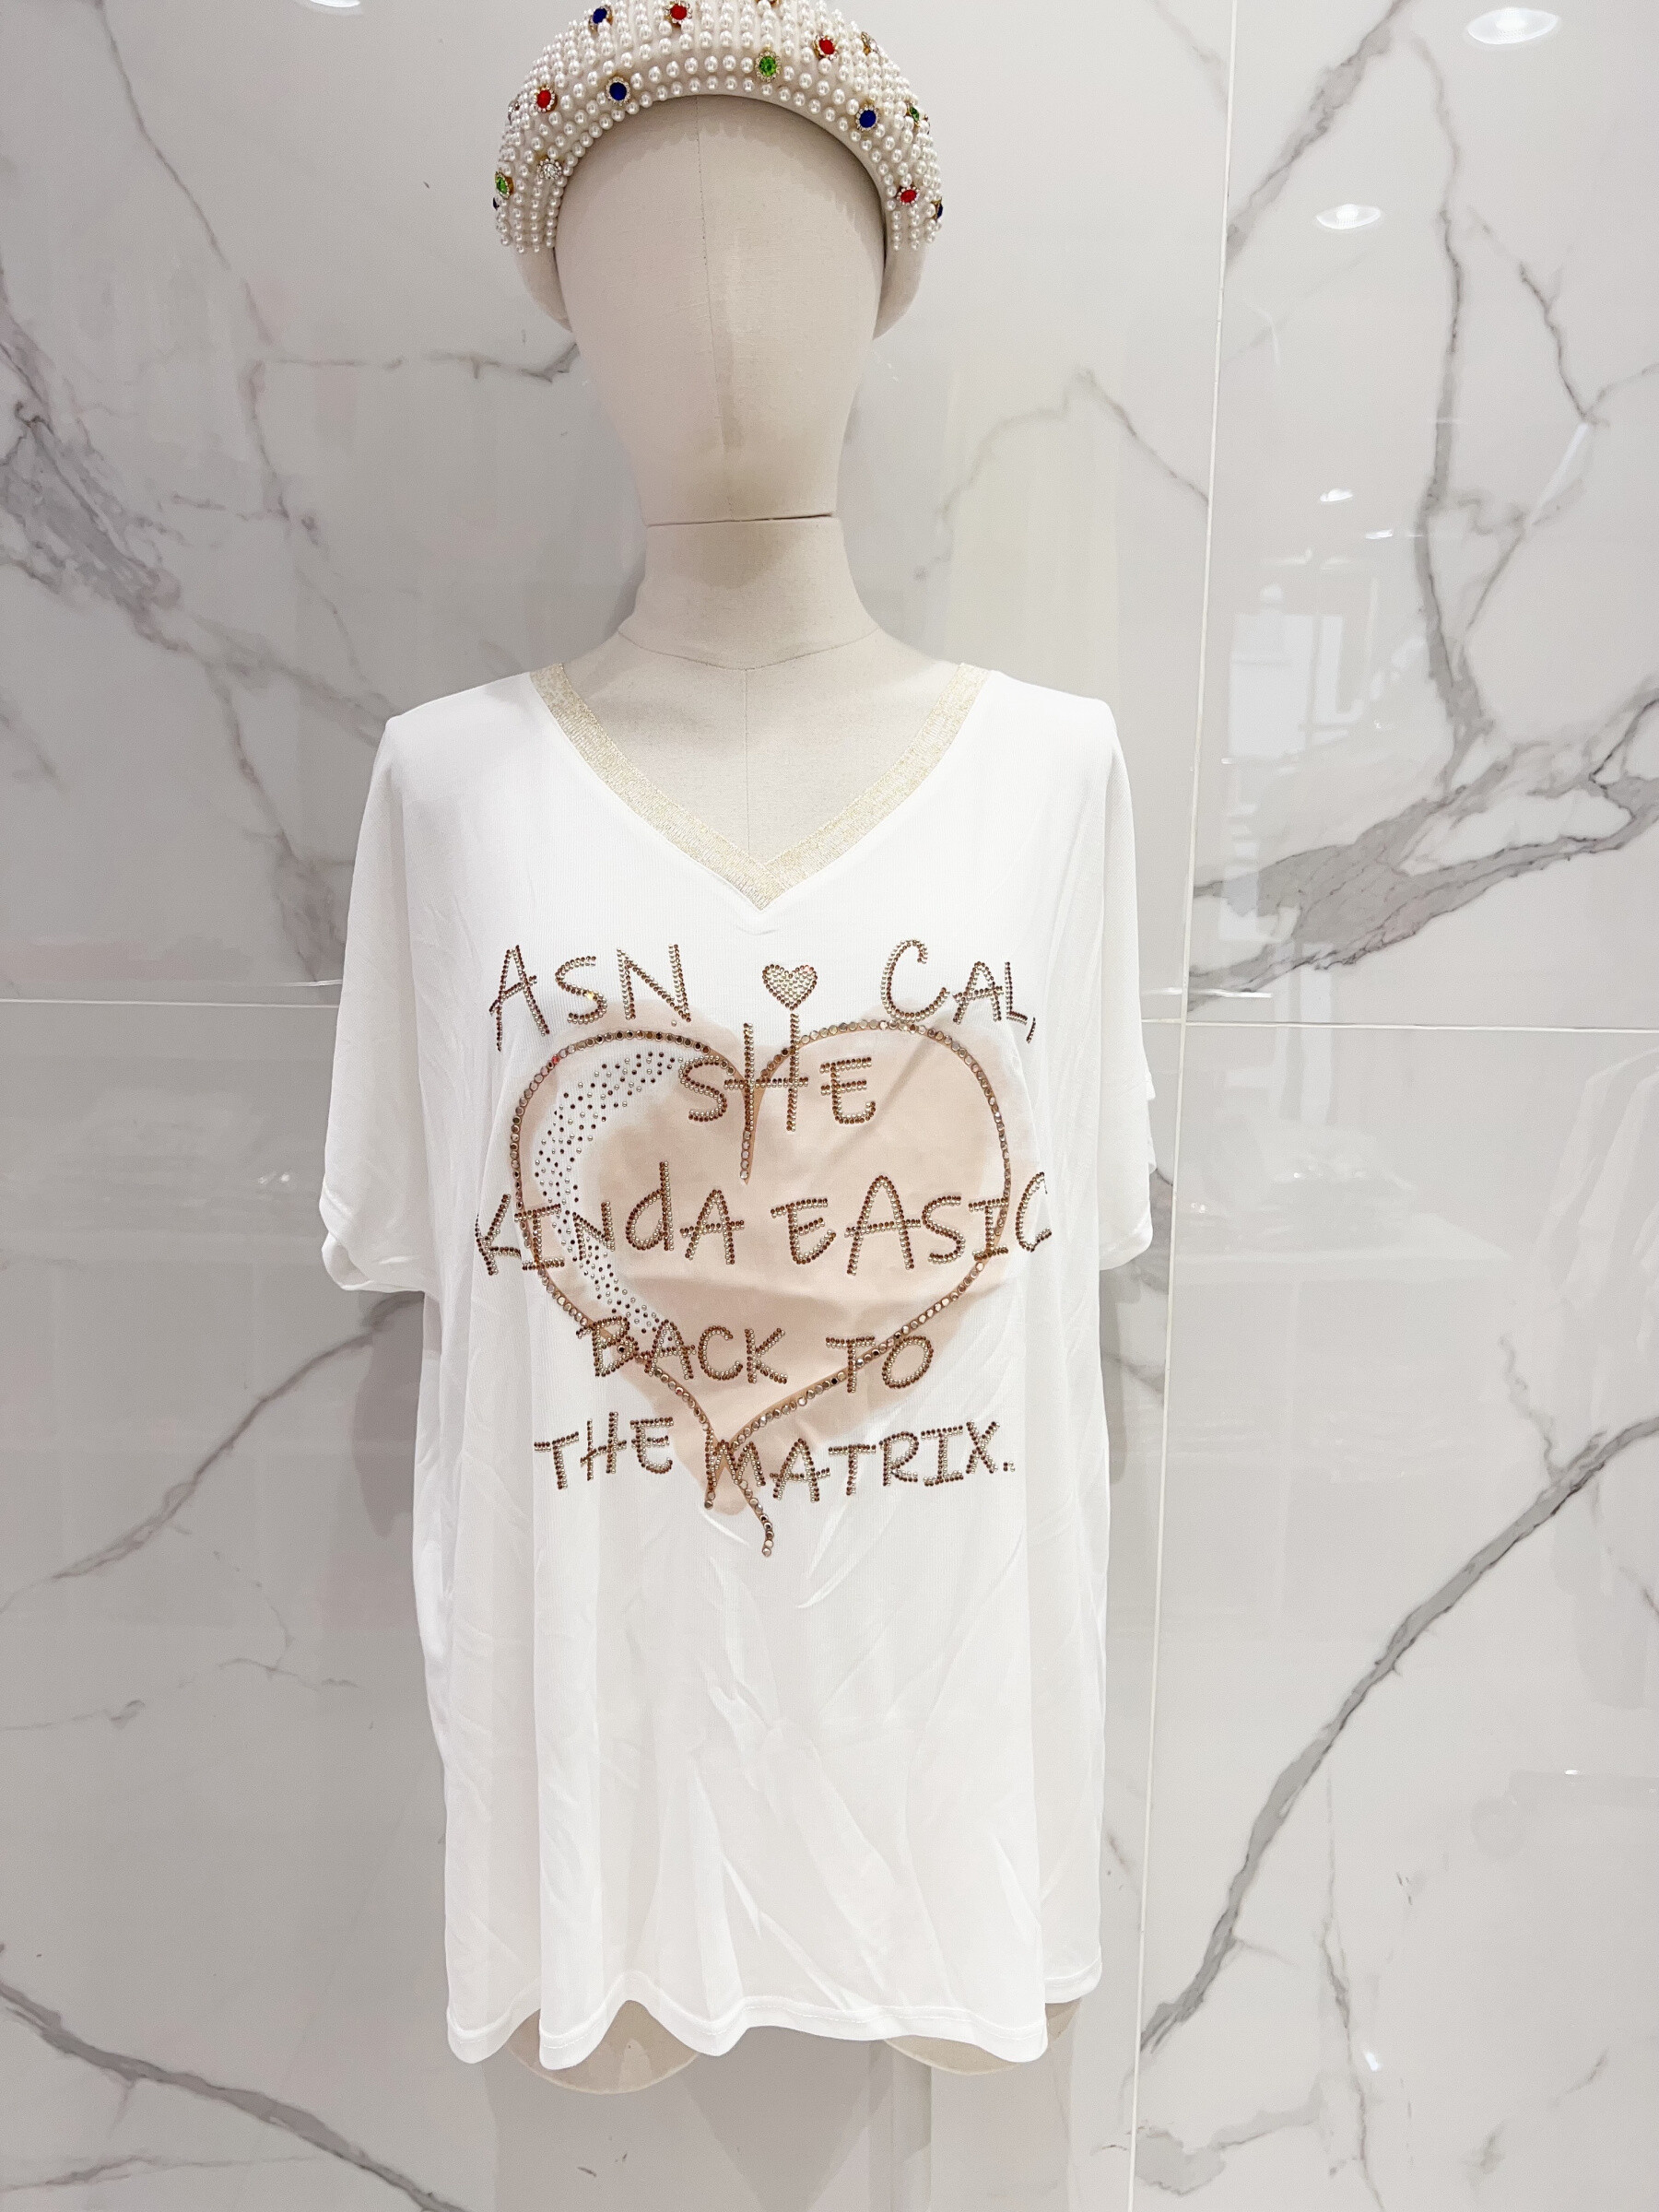 ASN CAL,
SHE
KINdA EASIC
BACK TO
THE MATRIX.